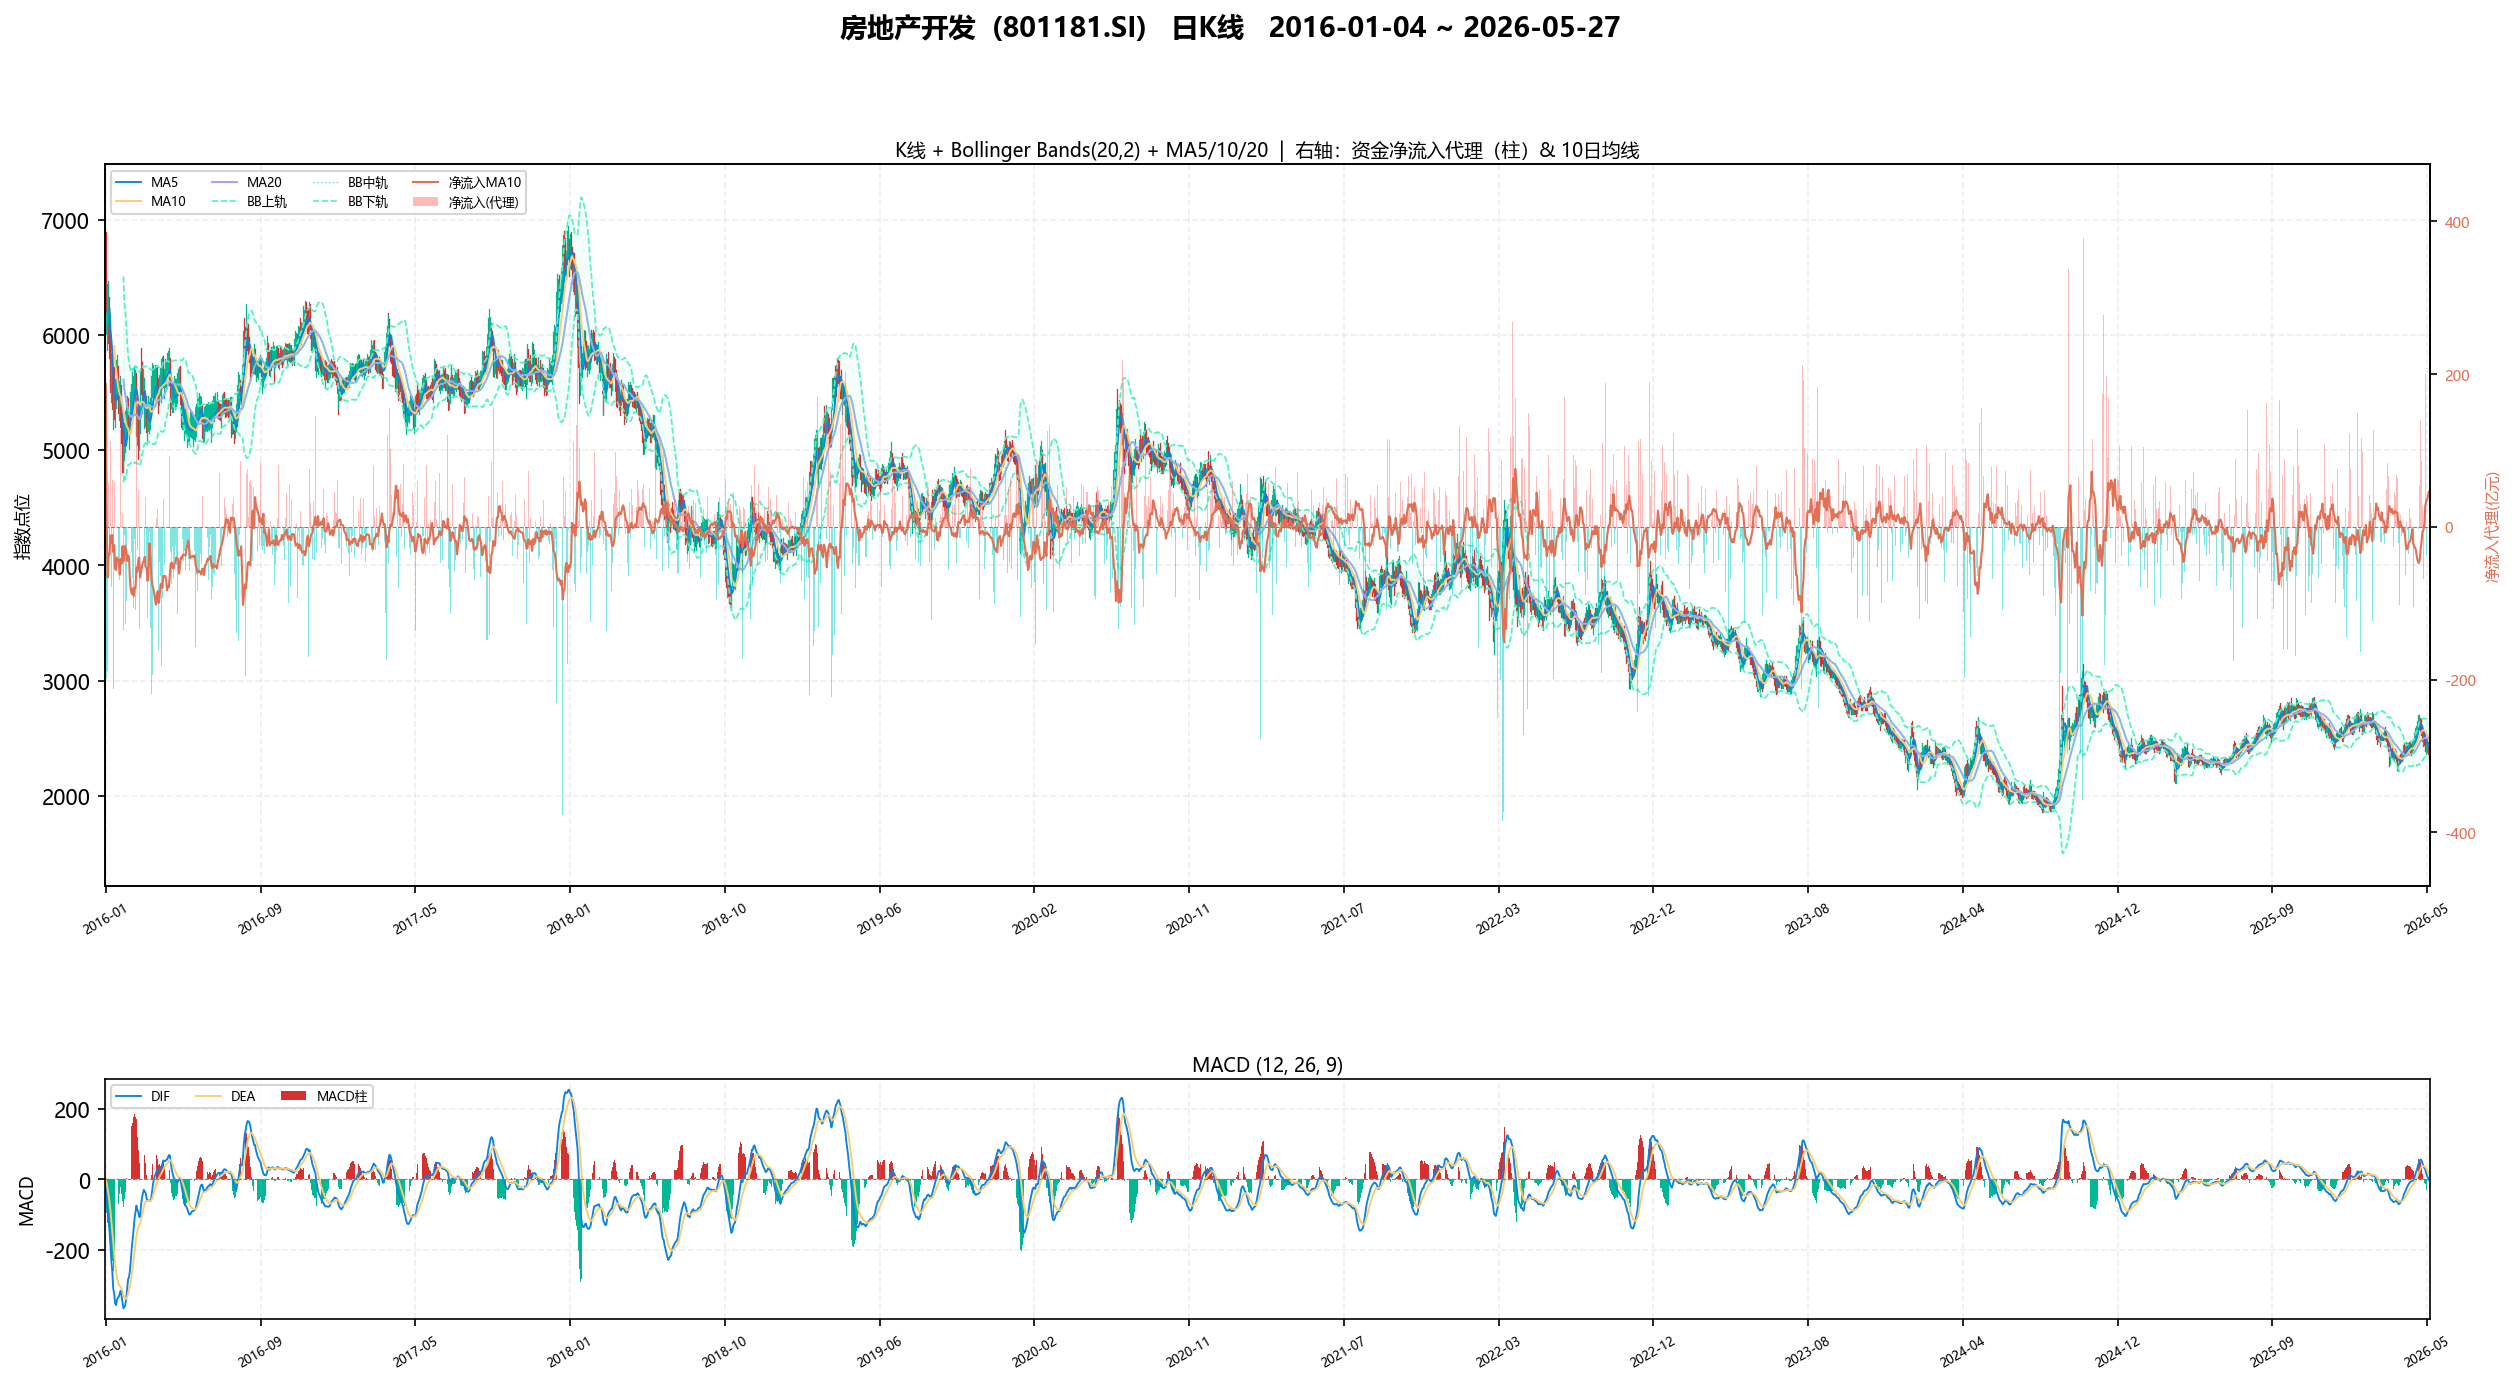 房地产开发 (801181.SI) 日K线 2016-01-04 ~ 2026-05-27
K线 + Bollinger Bands(20,2) + MA5/10/20 | 右轴：资金净流入代理（柱）& 10日均线
MA5 MA20 BB中轨 净流入MA10
MA10 BB上轨 BB下轨 净流入(代理)
指数点位
7000
6000
5000
4000
3000
2000
400
200
0
-200
-400
净流入代理(亿元)
2016-01 2016-09 2017-05 2018-01 2018-10 2019-06 2020-02 2020-11 2021-07 2022-03 2022-12 2023-08 2024-04 2024-12 2025-09 2026-05
MACD (12, 26, 9)
DIF DEA MACD柱
MACD
200
0
-200
2016-01 2016-09 2017-05 2018-01 2018-10 2019-06 2020-02 2020-11 2021-07 2022-03 2022-12 2023-08 2024-04 2024-12 2025-09 2026-05